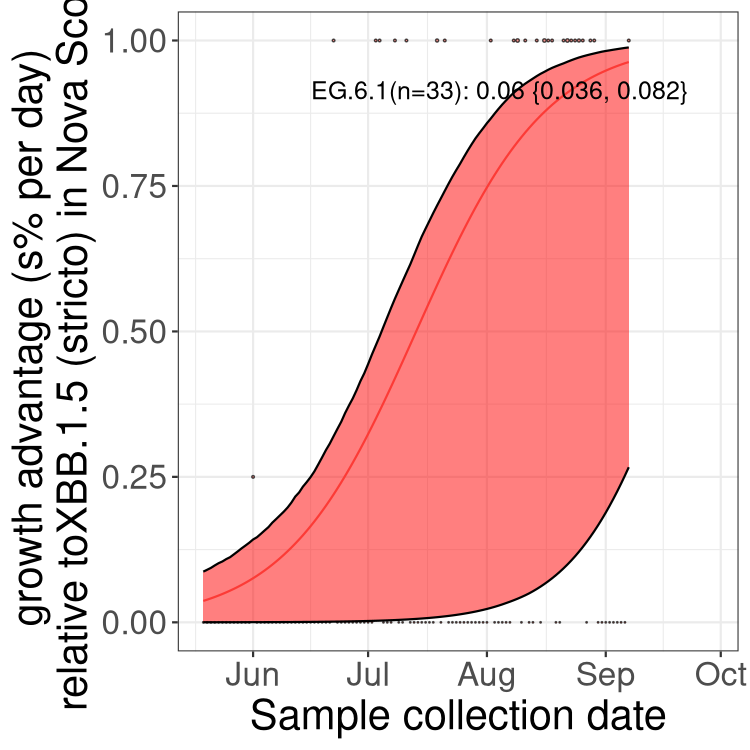 growth advantage (s% per day)
relative toXBB.1.5 (stricto) in Nova Sco
1.00
0.75
0.50
0.25
0.00
EG.6.1(n=33): 0.06 {0.036, 0.082}
Jun Jul Aug Sep Oct
Sample collection date